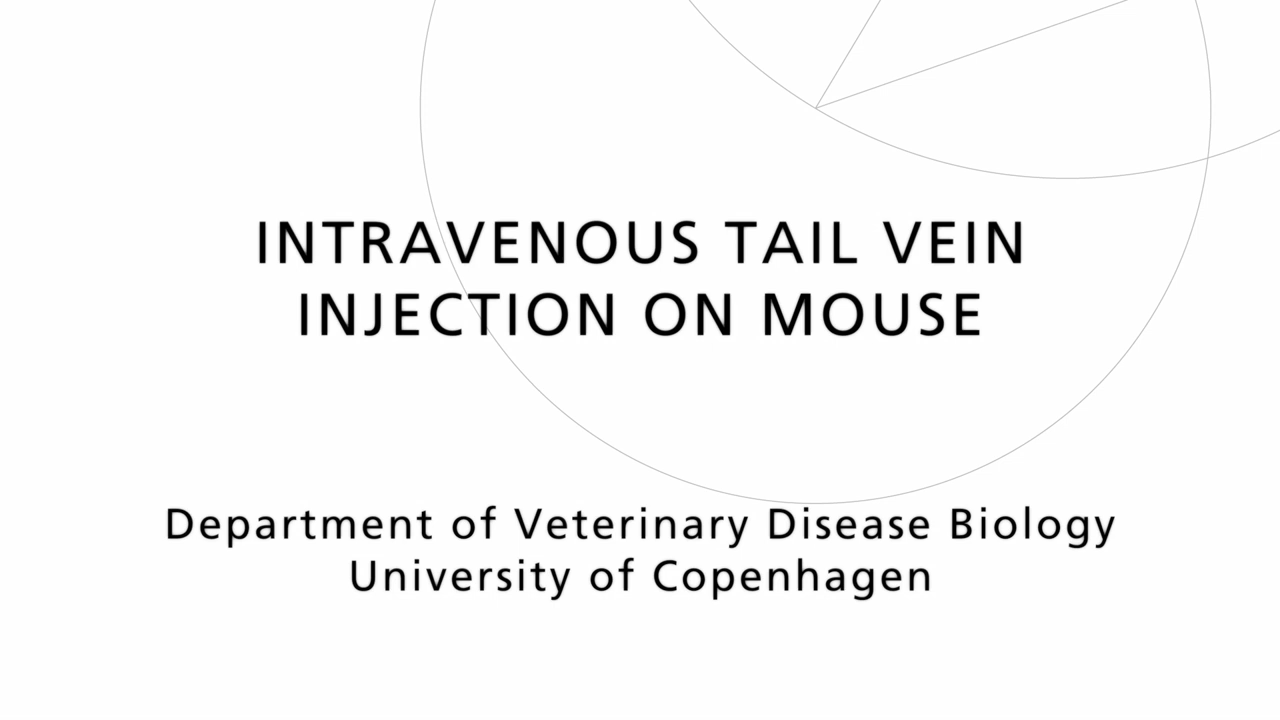 INTRAVENOUS TAIL VEIN
INJECTION ON MOUSE
Department of Veterinary Disease Biology
University of Copenhagen